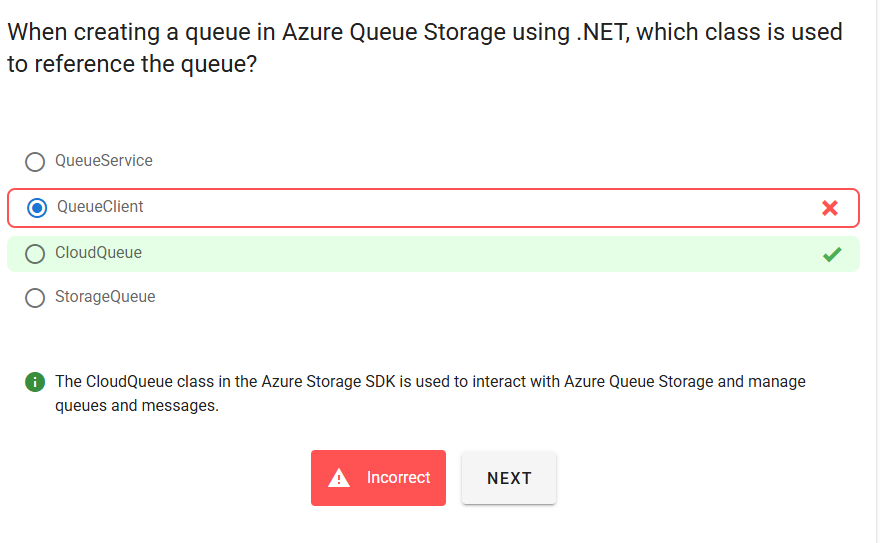 When creating a queue in Azure Queue Storage using .NET, which class is used
to reference the queue?
QueueService
QueueClient
CloudQueue
StorageQueue
The CloudQueue class in the Azure Storage SDK is used to interact with Azure Queue Storage and manage
queues and messages.
Incorrect
NEXT